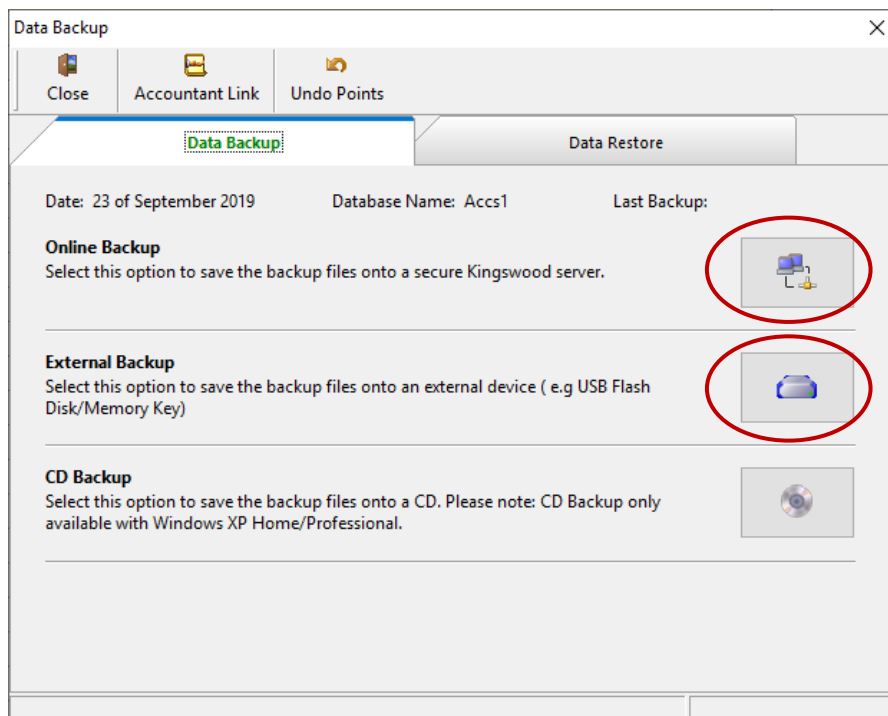 Data Backup
Close Accountant Link Undo Points
Data Backup Data Restore
Date: 23 of September 2019 Database Name: Accs1 Last Backup:
Online Backup
Select this option to save the backup files onto a secure Kingswood server.
External Backup
Select this option to save the backup files onto an external device ( e.g USB Flash
Disk/Memory Key)
CD Backup
Select this option to save the backup files onto a CD. Please note: CD Backup only
available with Windows XP Home/Professional.